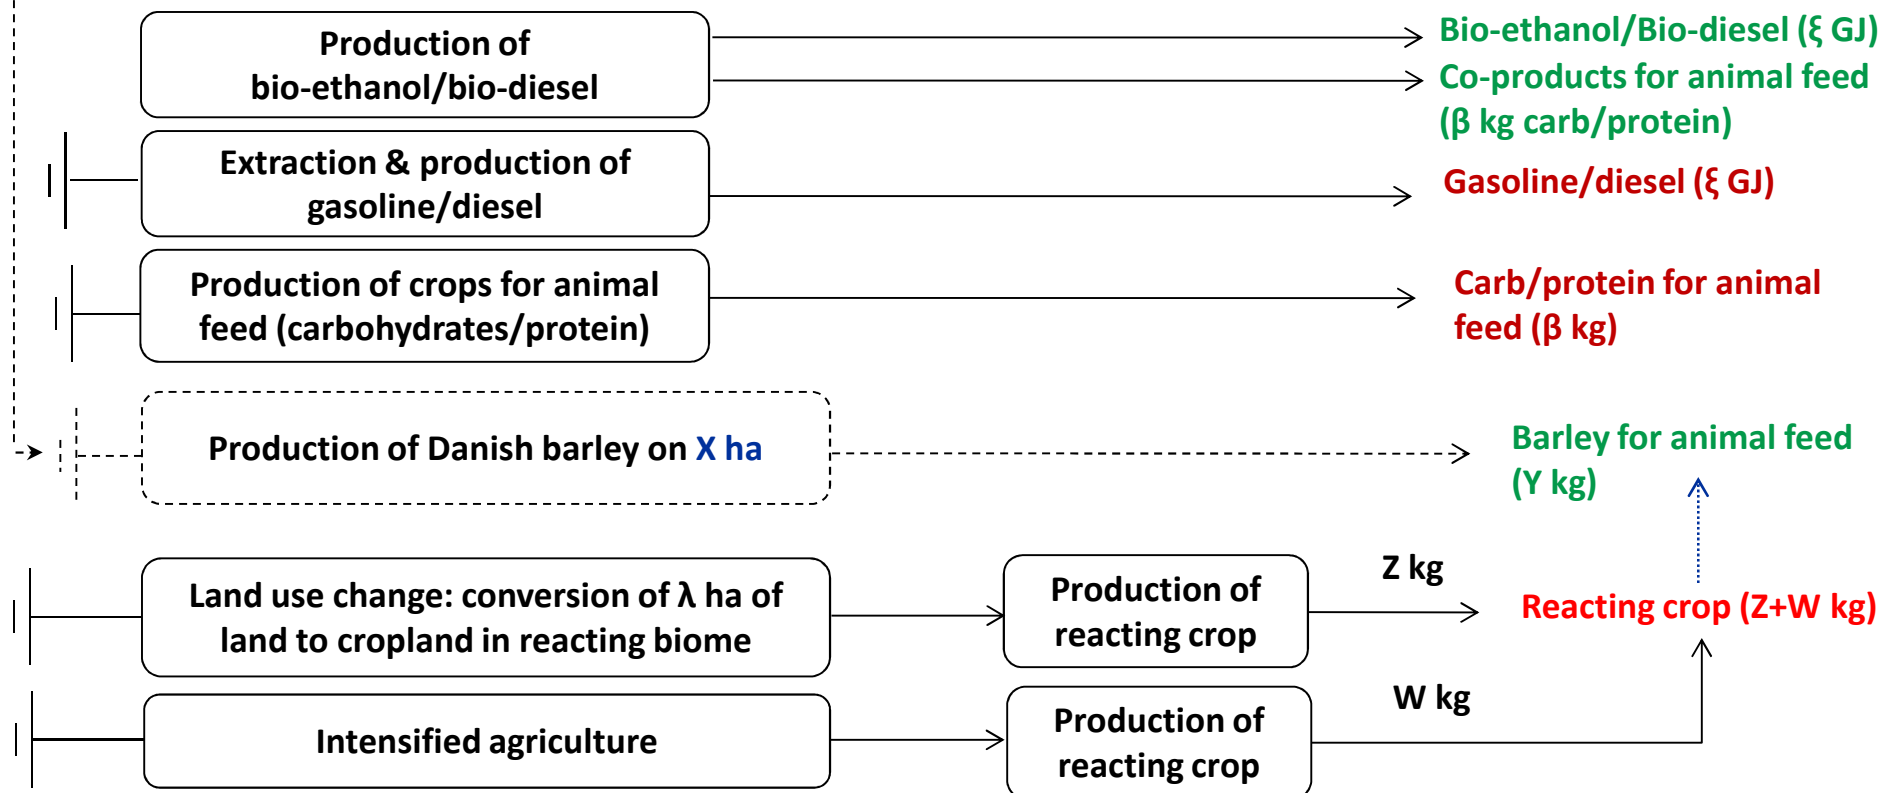 Production of
bio-ethanol/bio-diesel
Bio-ethanol/Bio-diesel (ξ GJ)
Co-products for animal feed
(β kg carb/protein)
Extraction & production of
gasoline/diesel
Gasoline/diesel (ξ GJ)
Production of crops for animal
feed (carbohydrates/protein)
Carb/protein for animal
feed (β kg)
Production of Danish barley on X ha
Barley for animal feed
(Y kg)
Land use change: conversion of λ ha of
land to cropland in reacting biome
Production of
reacting crop
Z kg
Reacting crop (Z+W kg)
Intensified agriculture
Production of
reacting crop
W kg